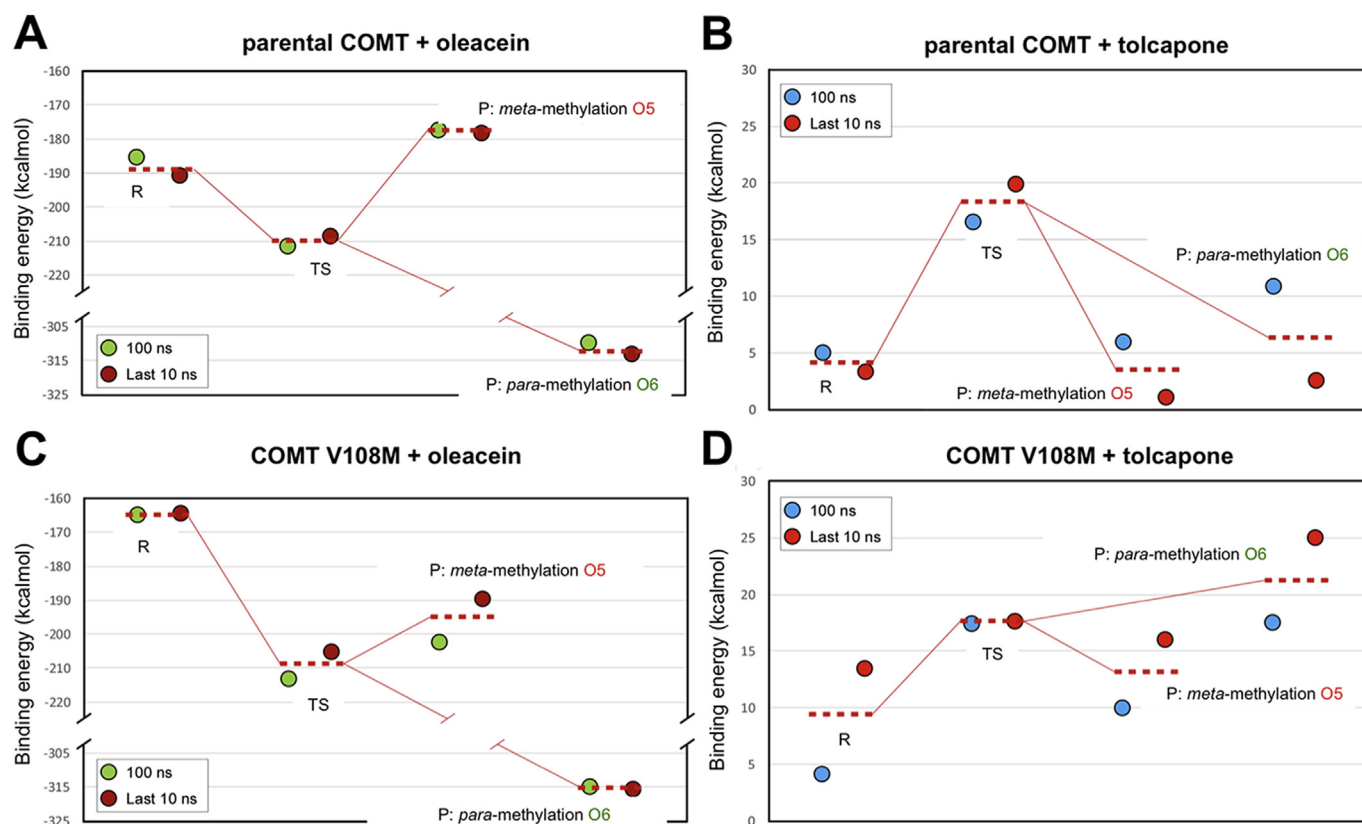 A
parental COMT + oleacein
Binding energy (kcalmol)
-160
-170
-180
-190
-200
-210
-220
-305
-315
-325
P: meta-methylation O5
R
TS
100 ns
Last 10 ns
P: para-methylation O6
B
parental COMT + tolcapone
Binding energy (kcalmol)
30
25
20
15
10
5
0
100 ns
Last 10 ns
TS
P: para-methylation O6
R
P: meta-methylation O5
C
COMT V108M + oleacein
Binding energy (kcalmol)
-160
-170
-180
-190
-200
-210
-220
-305
-315
-325
R
P: meta-methylation O5
TS
100 ns
Last 10 ns
P: para-methylation O6
D
COMT V108M + tolcapone
Binding energy (kcalmol)
30
25
20
15
10
5
0
100 ns
Last 10 ns
P: para-methylation O6
TS
P: meta-methylation O5
R